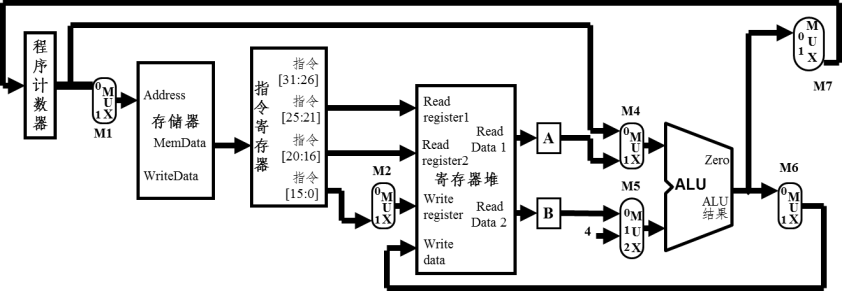 程序计数器
0 M
U
1 X
M1
Address
存储器
MemData
WriteData
指令寄存器
指令
[31:26]
指令
[25:21]
指令
[20:16]
指令
[15:0]
M2
0 M
U
1 X
Read
register1
Read
register2
Read
Data 1
寄存器堆
Write
register
Read
Data 2
Write
data
A
B
4
M4
0 M
U
1 X
M5
0 M
1 U
2 X
Zero
ALU
ALU
结果
M6
0 M
U
1 X
M
0 U
1 X
M7